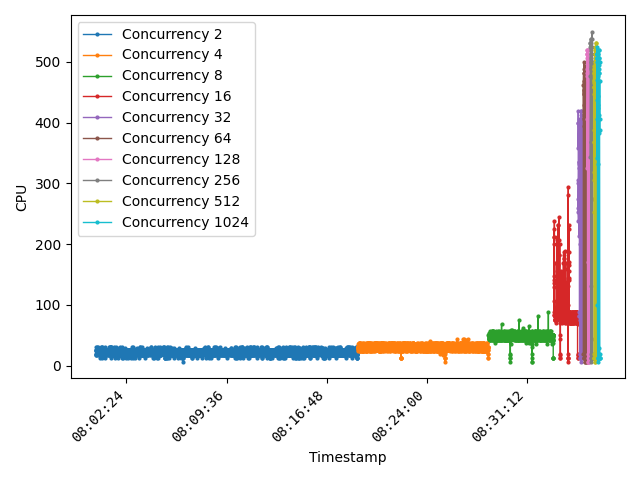 Concurrency 2
Concurrency 4
Concurrency 8
Concurrency 16
Concurrency 32
Concurrency 64
Concurrency 128
Concurrency 256
Concurrency 512
Concurrency 1024
500
400
300
200
100
0
CPU
08:02:24
08:09:36
08:16:48
08:24:00
08:31:12
Timestamp